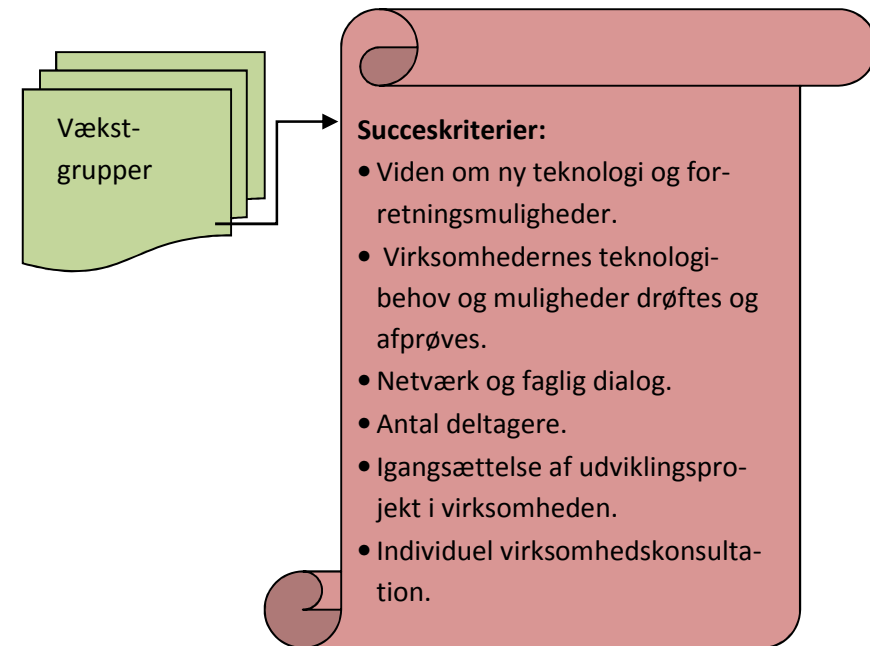 Vækst-
grupper
Succeskriterier:
• Viden om ny teknologi og for-
retningsmuligheder.
• Virksomhedernes teknologi-
behov og muligheder drøftes og
afprøves.
• Netværk og faglig dialog.
• Antal deltagere.
• Igangsættelse af udviklingspro-
jekt i virksomheden.
• Individuel virksomhedskonsulta-
tion.